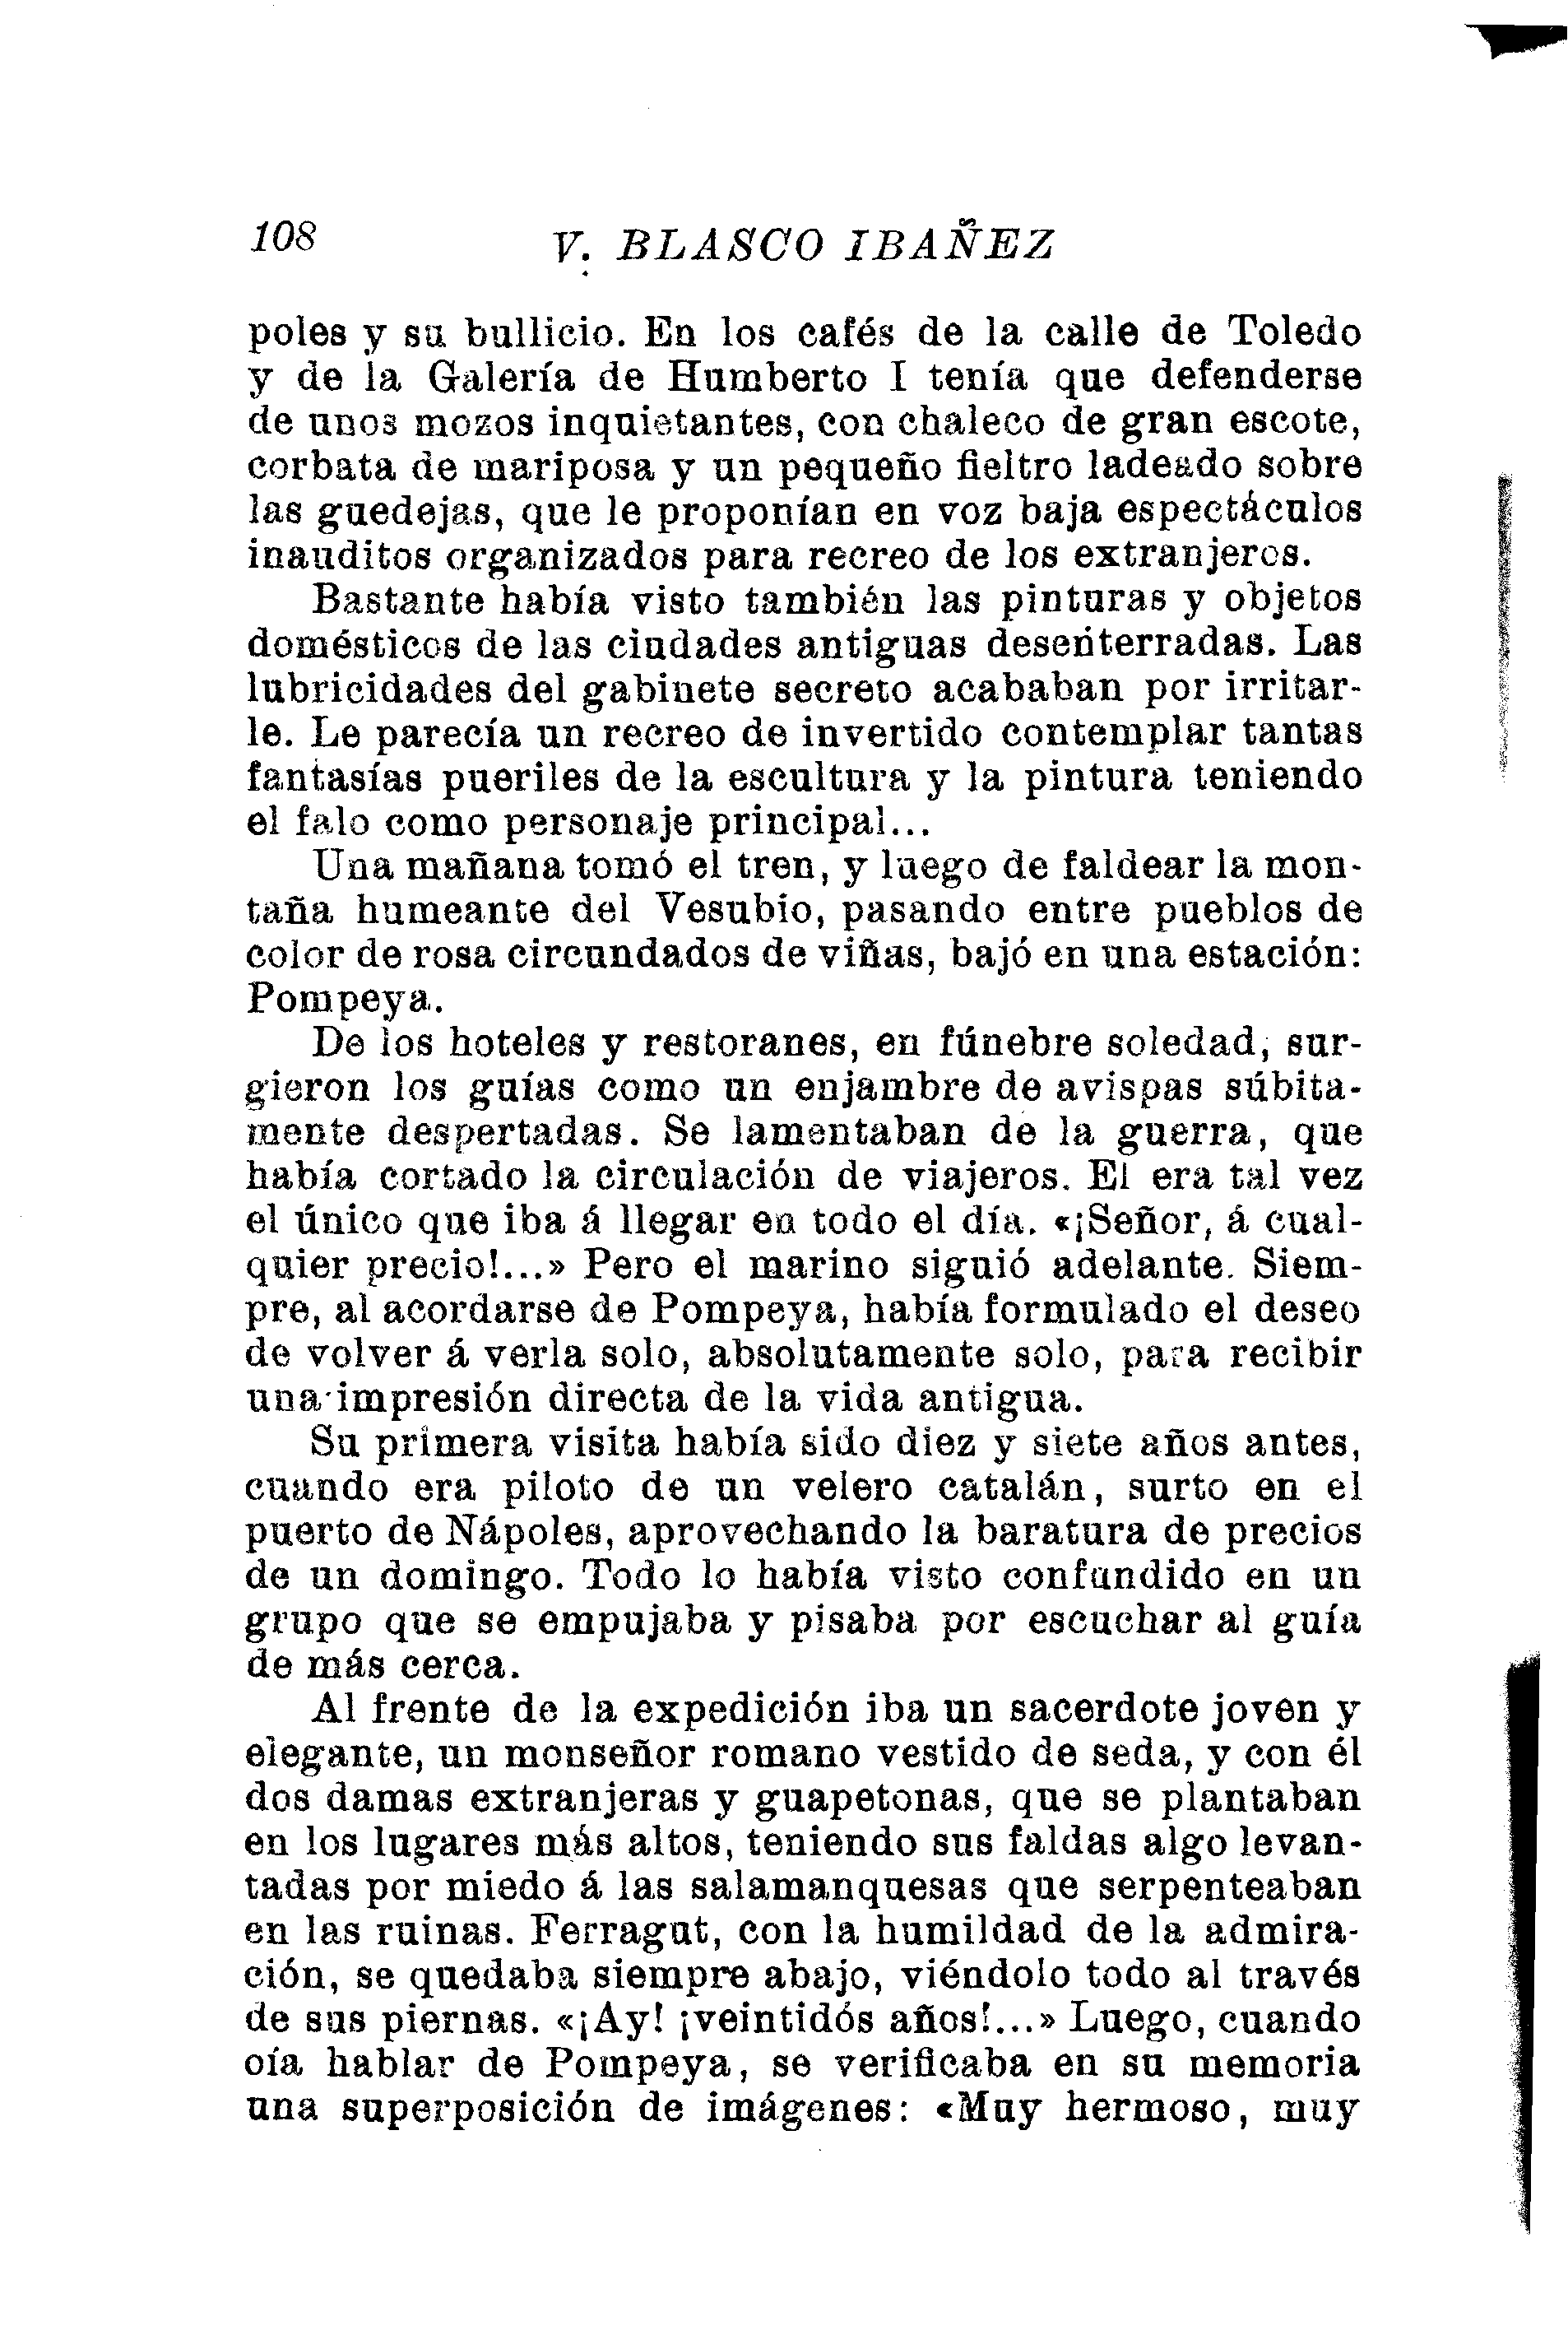 108
V. BLASCO IBAÑEZ
poles y su bullicio. En los cafés de la calle de Toledo
y de la Galería de Humberto I tenía que defenderse
de unos mozos inquietantes, con chaleco de gran escote,
corbata de mariposa y un pequeño fieltro ladeado sobre
las guedejas, que le proponían en voz baja espectáculos
inauditos organizados para recreo de los extranjeros.
Bastante había visto también las pinturas y objetos
domésticos de las ciudades antiguas desenterradas. Las
lubricidades del gabinete secreto acababan por irritar-
le. Le parecía un recreo de invertido contemplar tantas
fantasías pueriles de la escultura y la pintura teniendo
el falo como personaje principal...
Una mañana tomó el tren, y luego de faldear la mon-
taña humeante del Vesubio, pasando entre pueblos de
color de rosa circundados de viñas, bajó en una estación:
Pompeya.
De los hoteles y restoranes, en fúnebre soledad, sur-
gieron los guías como un enjambre de avispas súbita-
mente despertadas. Se lamentaban de la guerra, que
había cortado la circulación de viajeros. El era tal vez
el único que iba á llegar en todo el día. «¡Señor, á cual-
quier precio!...» Pero el marino siguió adelante. Siem-
pre, al acordarse de Pompeya, había formulado el deseo
de volver á verla solo, absolutamente solo, para recibir
una impresión directa de la vida antigua.
Su primera visita había sido diez y siete años antes,
cuando era piloto de un velero catalán, surto en el
puerto de Nápoles, aprovechando la baratura de precios
de un domingo. Todo lo había visto confundido en un
grupo que se empujaba y pisaba por escuchar al guía
de más cerca.
Al frente de la expedición iba un sacerdote joven y
elegante, un monseñor romano vestido de seda, y con él
dos damas extranjeras y guapetonas, que se plantaban
en los lugares más altos, teniendo sus faldas algo levan-
tadas por miedo á las salamanquesas que serpenteaban
en las ruinas. Ferragut, con la humildad de la admira-
ción, se quedaba siempre abajo, viéndolo todo al través
de sus piernas. «¡Ay! ¡veintidós años!...» Luego, cuando
oía hablar de Pompeya, se verificaba en su memoria
una superposición de imágenes: «Muy hermoso, muy